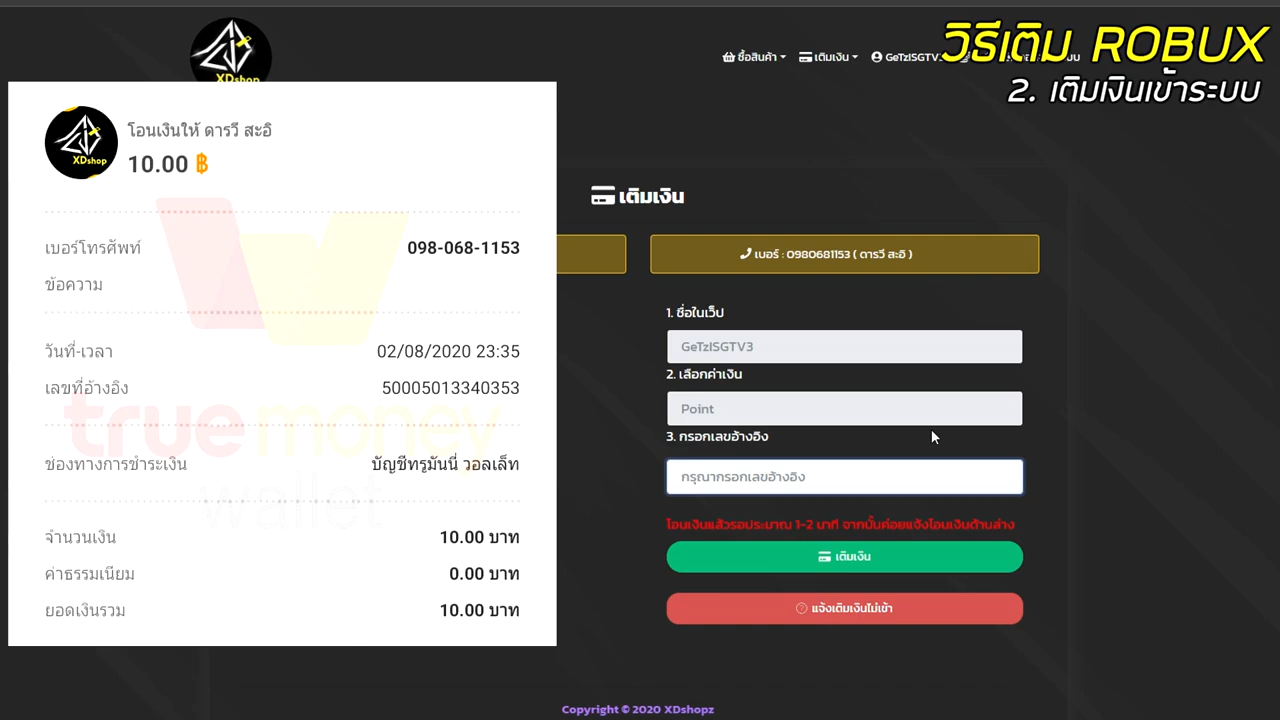 วิธีเติม ROBUX
2. เติมเงินเข้าระบบ
XDshop
ซื้อสินค้า
เติมเงิน
GeTzISGTV3
XDshop
โอนเงินให้ ดารวี สะอิ
10.00 ฿
เบอร์โทรศัพท์ 098-068-1153
ข้อความ
วันที่-เวลา 02/08/2020 23:35
เลขที่อ้างอิง 50005013340353
true money
wallet
ช่องทางการชำระเงิน บัญชีทรูมันนี่ วอลเล็ท
จำนวนเงิน 10.00 บาท
ค่าธรรมเนียม 0.00 บาท
ยอดเงินรวม 10.00 บาท
เติมเงิน
เบอร์ : 0980681153 ( ดารวี สะอิ )
1. ชื่อในเว็ป
GeTzISGTV3
2. เลือกค่าเงิน
Point
3. กรอกเลขอ้างอิง
กรุณากรอกเลขอ้างอิง
โอนเงินแล้วรอประมาณ 1-2 นาที จากนั้นค่อยแจ้งโอนเงินด้านล่าง
เติมเงิน
แจ้งเติมเงินไม่เข้า
Copyright © 2020 XDshopz